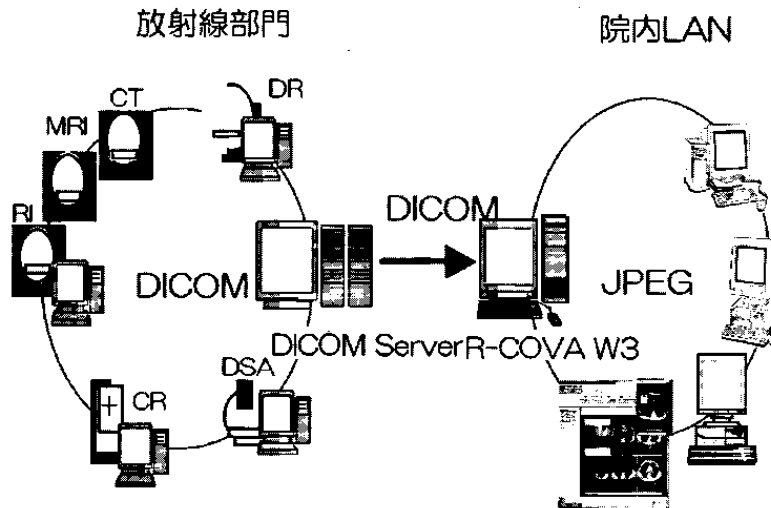 放射線部門
院内LAN
CT
DR
MRI
RI
DICOM
DICOM
JPEG
DICOM ServerR-COVA W3
DSA
CR